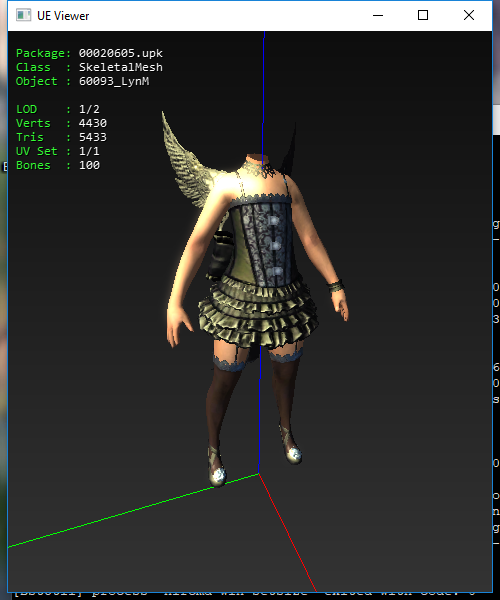 UE Viewer
Package: 00020605.upk
Class : SkeletalMesh
Object : 60093_LynM
LOD : 1/2
Verts : 4430
Tris : 5433
UV Set : 1/1
Bones : 100